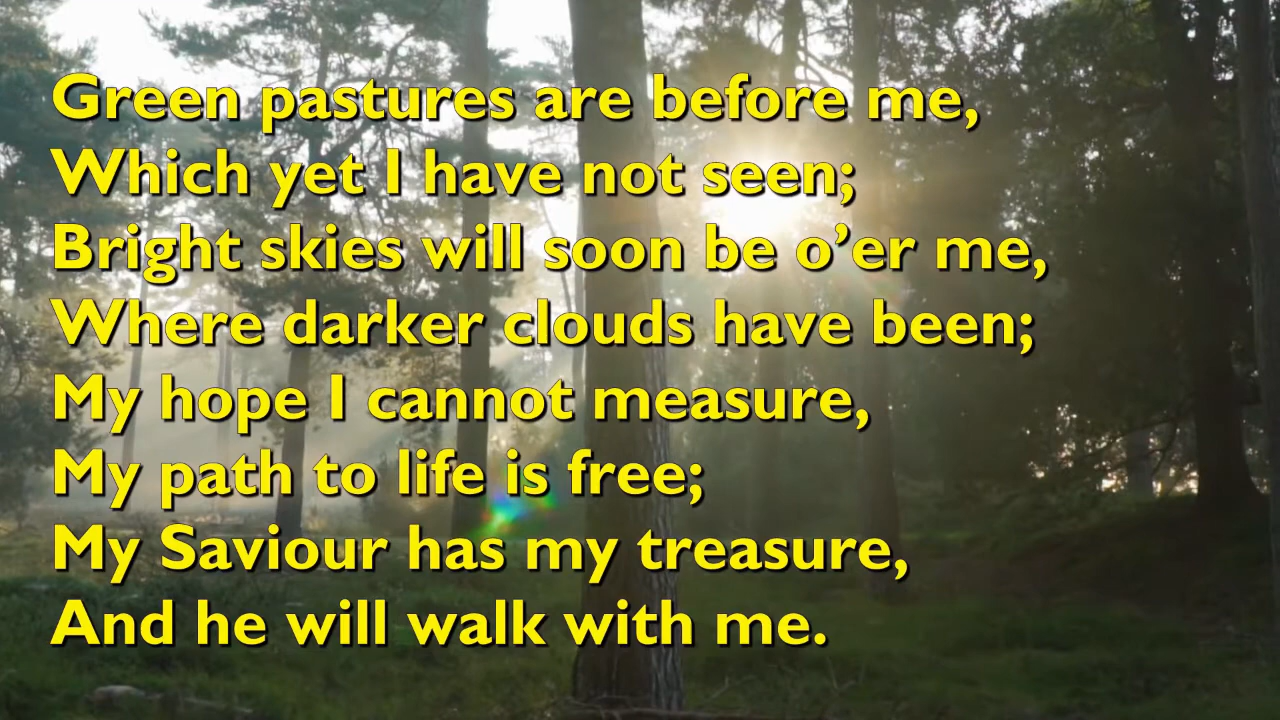 Green pastures are before me,
Which yet I have not seen;
Bright skies will soon be o’er me,
Where darker clouds have been;
My hope I cannot measure,
My path to life is free;
My Saviour has my treasure,
And he will walk with me.